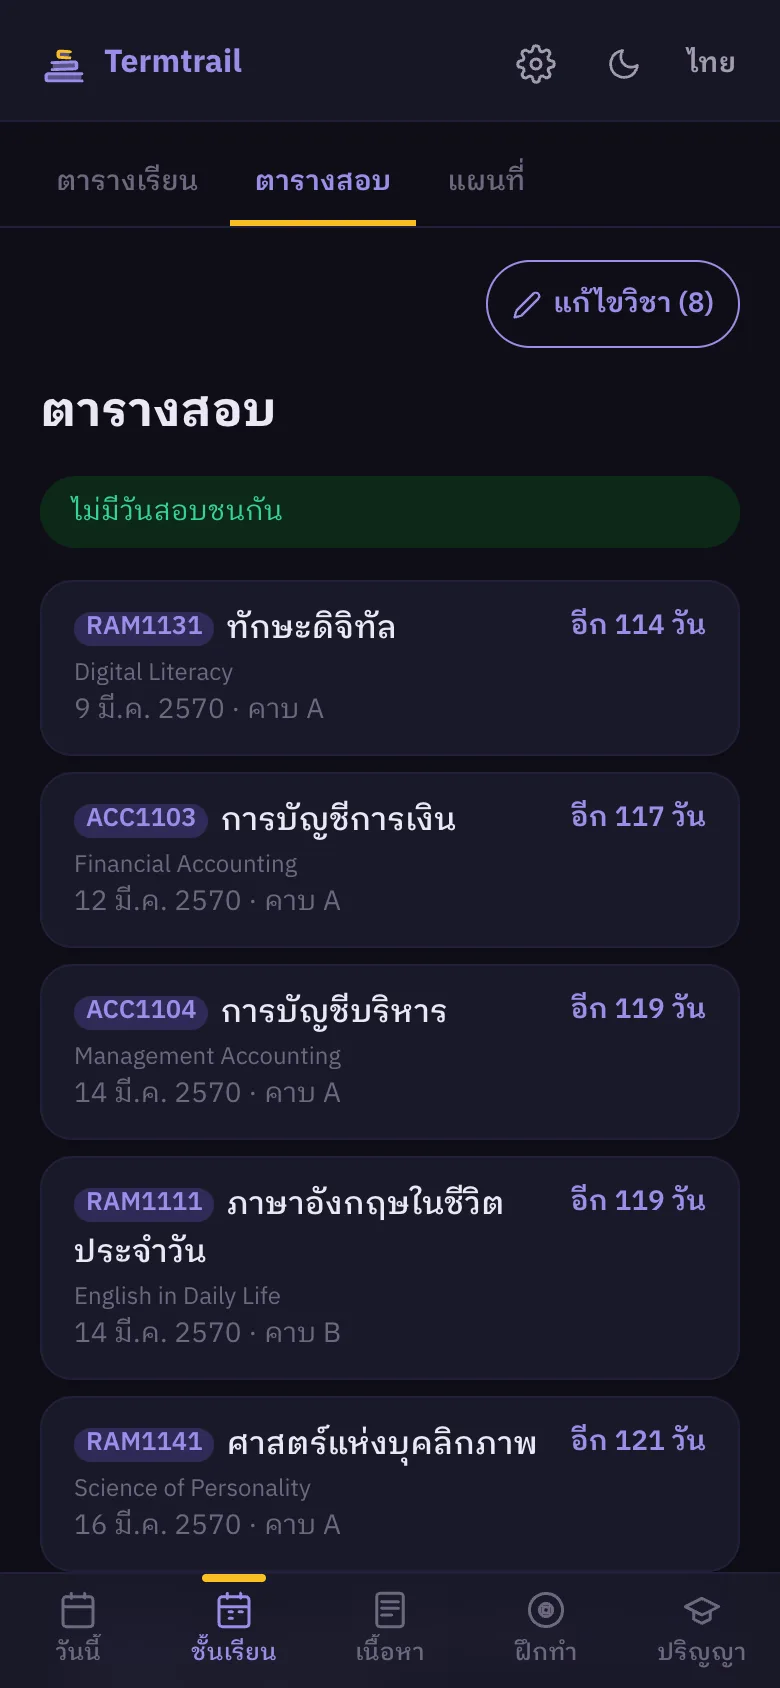 Termtrail
ไทย
ตารางเรียน
ตารางสอบ
แผนที่
แก้ไขวิชา (8)
ตารางสอบ
ไม่มีวันสอบชนกัน
RAM1131 ทักษะดิจิทัล
อีก 114 วัน
Digital Literacy
9 มี.ค. 2570 · คาบ A
ACC1103 การบัญชีการเงิน
อีก 117 วัน
Financial Accounting
12 มี.ค. 2570 · คาบ A
ACC1104 การบัญชีบริหาร
อีก 119 วัน
Management Accounting
14 มี.ค. 2570 · คาบ A
RAM1111 ภาษาอังกฤษในชีวิต
ประจำวัน
อีก 119 วัน
English in Daily Life
14 มี.ค. 2570 · คาบ B
RAM1141 ศาสตร์แห่งบุคลิกภาพ
อีก 121 วัน
Science of Personality
16 มี.ค. 2570 · คาบ A
วันนี้
ชั้นเรียน
เนื้อหา
ฝึกทำ
ปริญญา